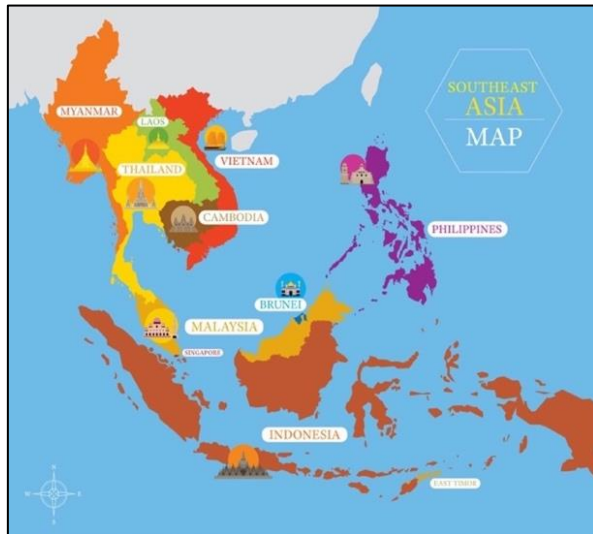 SOUTHEAST
ASIA
MAP
MYANMAR
LAOS
VIETNAM
THAILAND
CAMBODIA
PHILIPPINES
BRUNEI
MALAYSIA
SINGAPORE
INDONESIA
EAST TIMOR